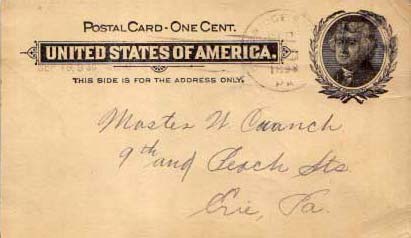 POSTAL CARD - ONE CENT.
UNITED STATES OF AMERICA.
THIS SIDE IS FOR THE ADDRESS ONLY.
Master W. Cranch
9th and Peach Sts.
Erie, Pa.